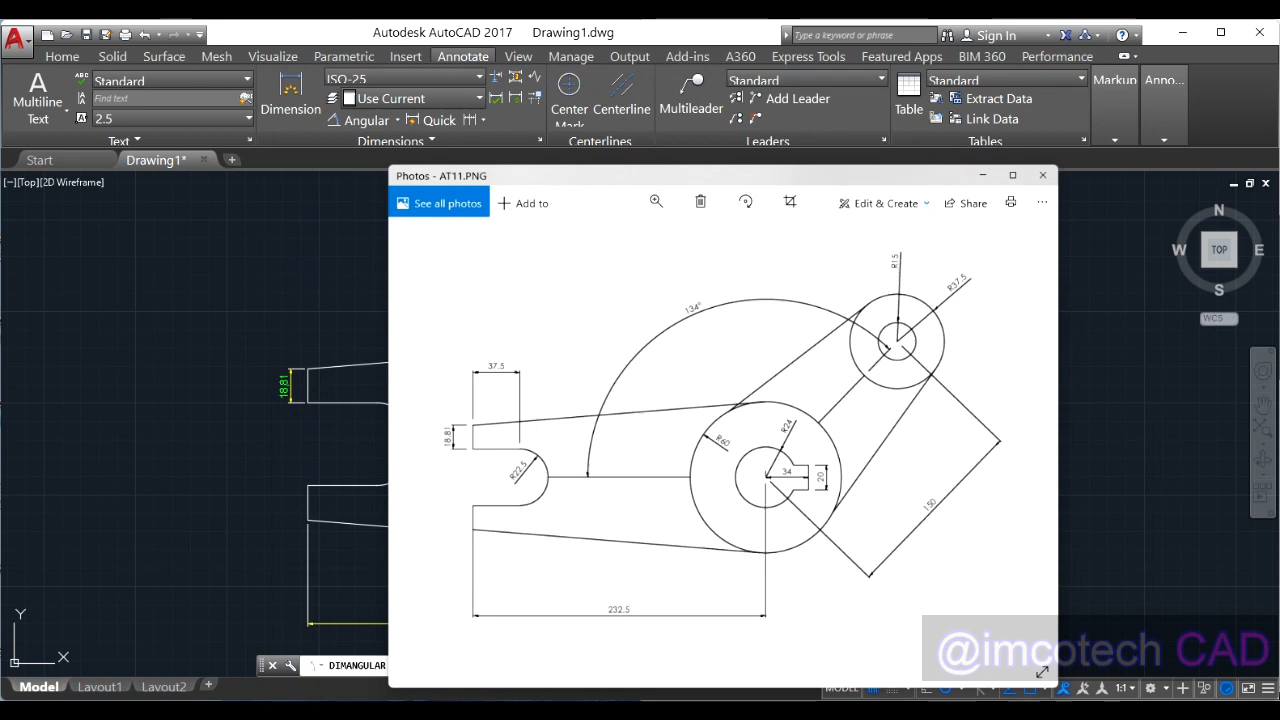 Autodesk AutoCAD 2017 Drawing1.dwg
Type a keyword or phrase
Sign In
Home Solid Surface Mesh Visualize Parametric Insert Annotate View Manage Output Add-ins A360 Express Tools Featured Apps BIM 360 Performance
A
Multiline
Text
ABC
Standard
Find text
2.5
Text
Dimension
ISO-25
Use Current
Angular
Quick
Dimensions
Center
Mark
Centerline
Centerlines
Multileader
Standard
Add Leader
Leaders
Table
Standard
Extract Data
Link Data
Tables
Markup
Anno...
Start
Drawing1*
[−][Top][2D Wireframe]
N
W
TOP
E
S
WCS
Photos - AT11.PNG
See all photos
Add to
Edit & Create
Share
R15
R37.5
134°
37.5
18.81
18.81
R22.5
R60
R24
34
20
150
232.5
Y
X
DIMANGULAR
@imcotech CAD
Model
Layout1
Layout2
MODEL
1:1